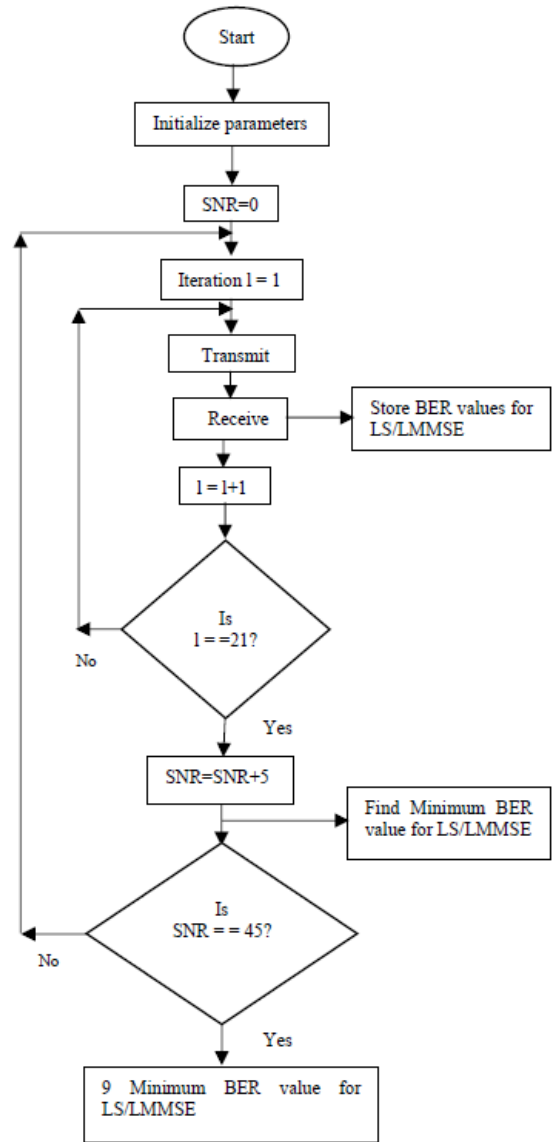 Start
Initialize parameters
SNR=0
Iteration l = 1
Transmit
Receive
Store BER values for
LS/LMMSE
l = l+1
Is
l = =21?
No
Yes
SNR=SNR+5
Find Minimum BER
value for LS/LMMSE
Is
SNR = = 45?
No
Yes
9 Minimum BER value for
LS/LMMSE